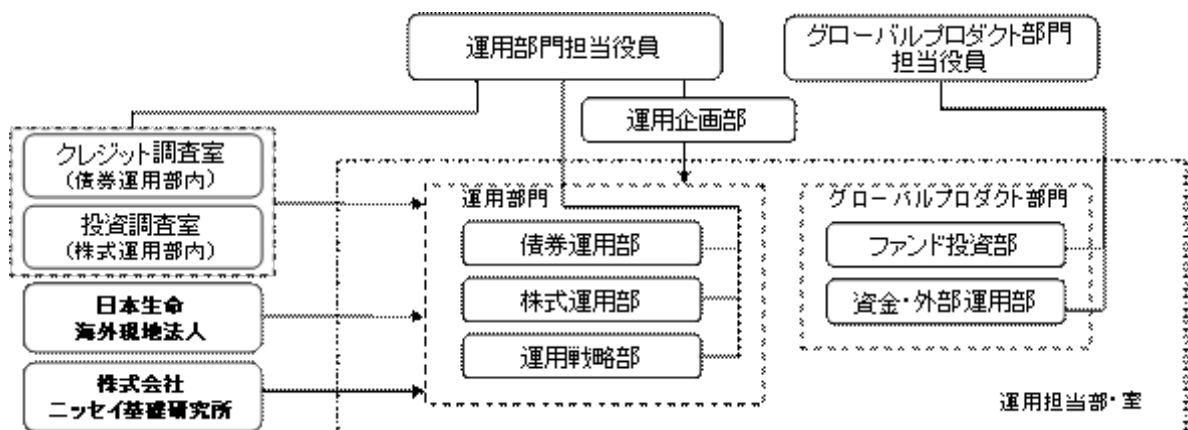 運用部門担当役員
グローバルプロダクト部門
担当役員
運用企画部
クレジット調査室
（債券運用部内）
投資調査室
（株式運用部内）
日本生命
海外現地法人
株式会社
ニッセイ基礎研究所
運用部門
債券運用部
株式運用部
運用戦略部
グローバルプロダクト部門
ファンド投資部
資金・外部運用部
運用担当部・室